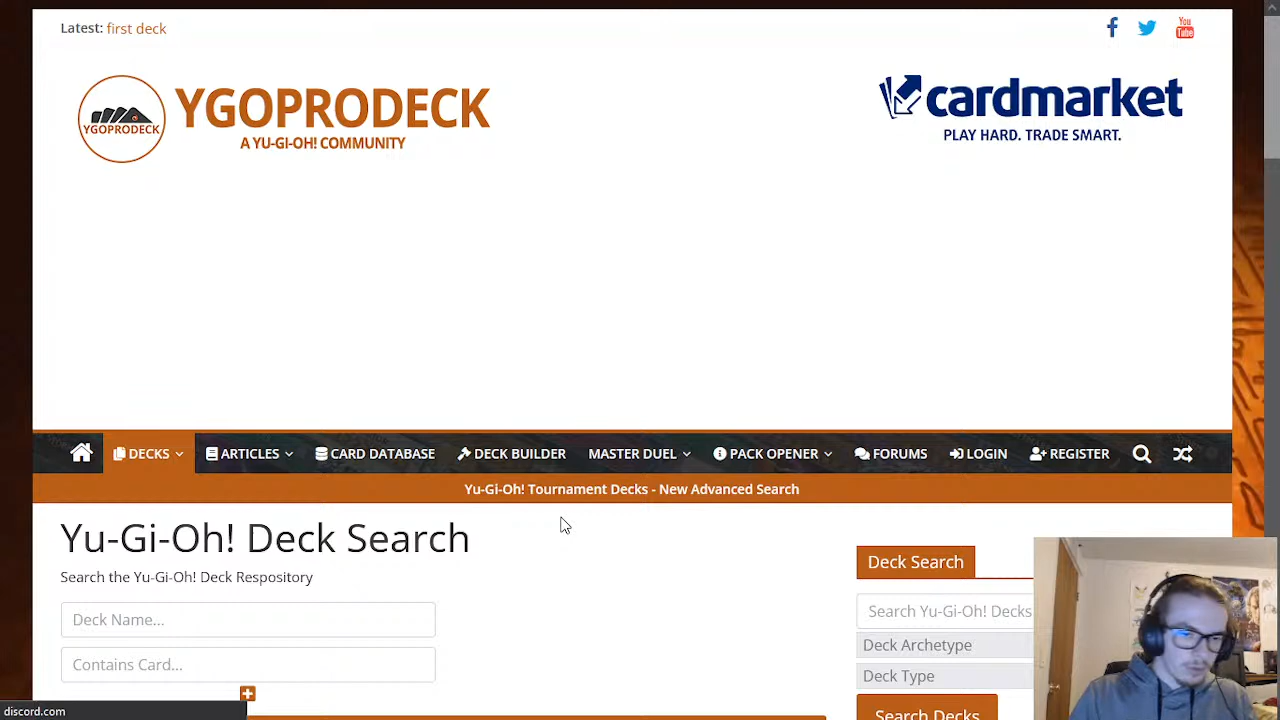 Latest: first deck
YGOPRODECK
YGOPRODECK
A YU-GI-OH! COMMUNITY
cardmarket
PLAY HARD. TRADE SMART.
DECKS
ARTICLES
CARD DATABASE
DECK BUILDER
MASTER DUEL
PACK OPENER
FORUMS
LOGIN
REGISTER
Yu-Gi-Oh! Tournament Decks - New Advanced Search
Yu-Gi-Oh! Deck Search
Search the Yu-Gi-Oh! Deck Respository
Deck Name...
Contains Card...
Deck Search
Search Yu-Gi-Oh! Decks
Deck Archetype
Deck Type
Search Decks
discord.com